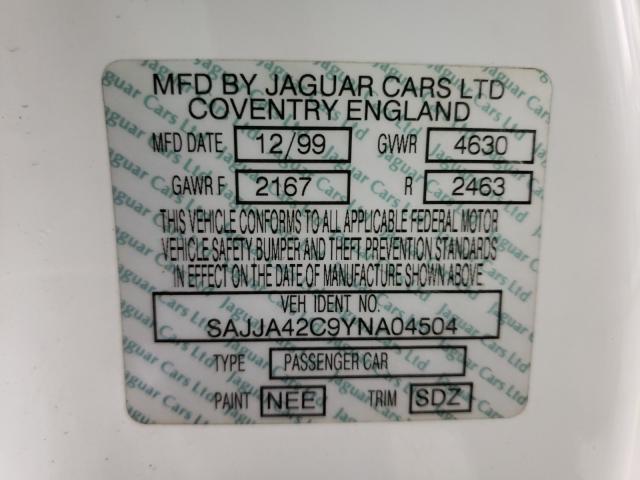 MFD BY JAGUAR CARS LTD
COVENTRY ENGLAND
MFD DATE 12/99 GVWR 4630
GAWR F 2167 R 2463
THIS VEHICLE CONFORMS TO ALL APPLICABLE FEDERAL MOTOR
VEHICLE SAFETY BUMPER AND THEFT PREVENTION STANDARDS
IN EFFECT ON THE DATE OF MANUFACTURE SHOWN ABOVE
VEH IDENT NO.
SAJJA42C9YNA04504
TYPE PASSENGER CAR
PAINT NEE TRIM SDZ